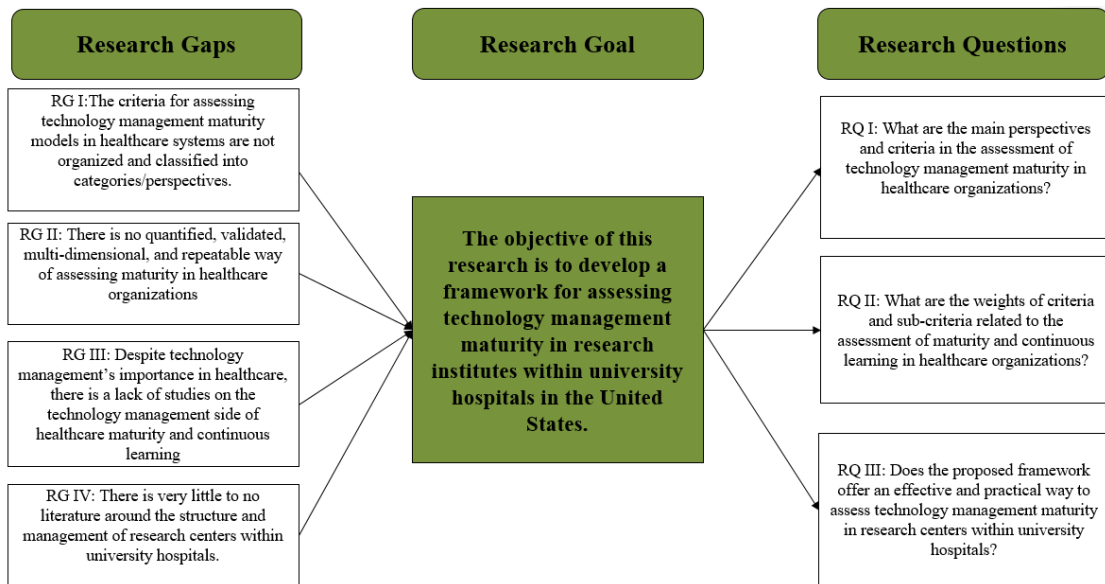 Research Gaps
RG I:The criteria for assessing
technology management maturity
models in healthcare systems are not
organized and classified into
categories/perspectives.
RG II: There is no quantified, validated,
multi-dimensional, and repeatable way
of assessing maturity in healthcare
organizations
RG III: Despite technology
management’s importance in healthcare,
there is a lack of studies on the
technology management side of
healthcare maturity and continuous
learning
RG IV: There is very little to no
literature around the structure and
management of research centers within
university hospitals.
Research Goal
The objective of this
research is to develop a
framework for assessing
technology management
maturity in research
institutes within university
hospitals in the United
States.
Research Questions
RQ I: What are the main perspectives
and criteria in the assessment of
technology management maturity in
healthcare organizations?
RQ II: What are the weights of criteria
and sub-criteria related to the
assessment of maturity and continuous
learning in healthcare organizations?
RQ III: Does the proposed framework
offer an effective and practical way to
assess technology management maturity
in research centers within university
hospitals?